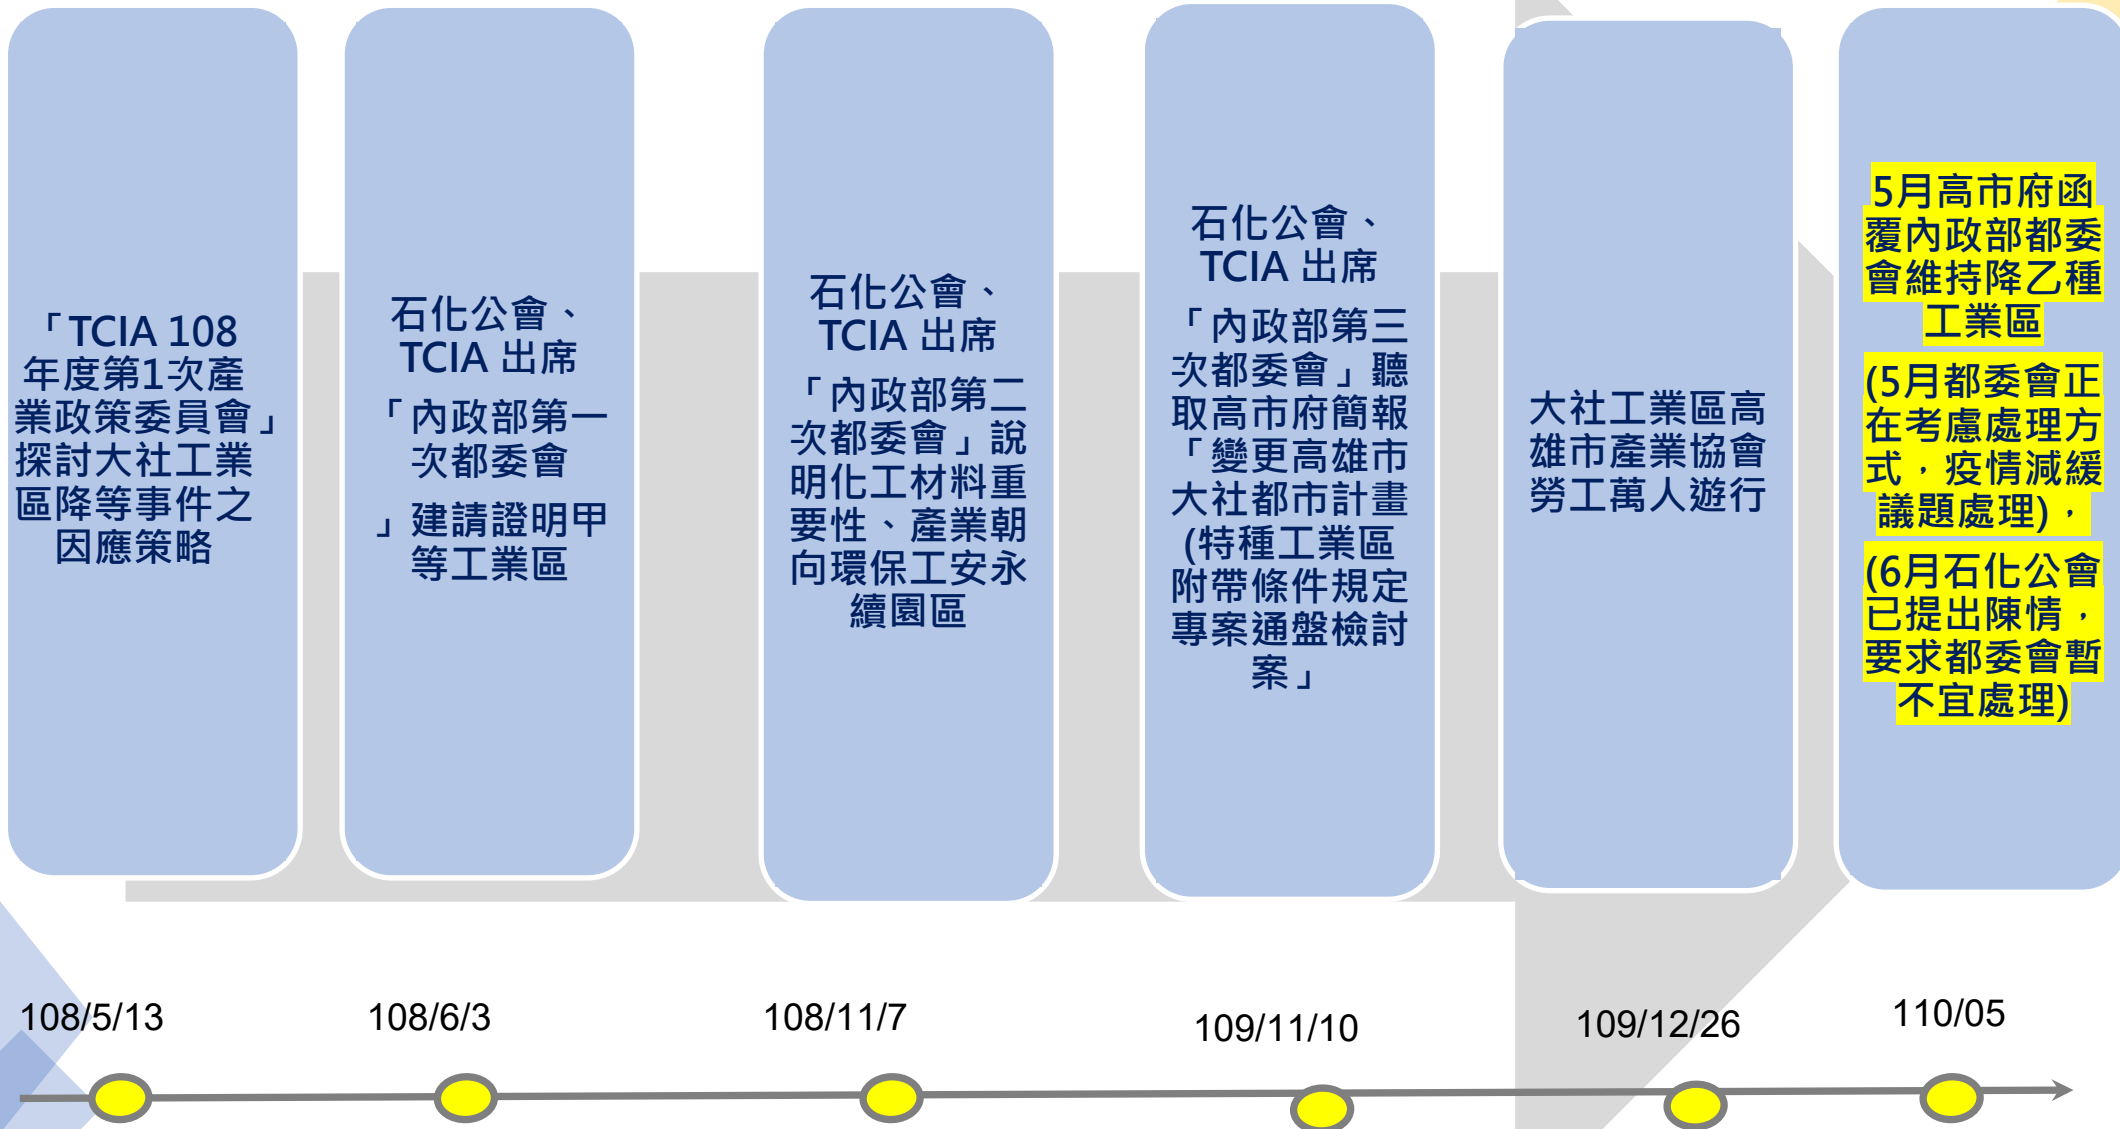 「TCIA 108
年度第1次產
業政策委員會」
探討大社工業
區降等事件之
因應策略
石化公會、
TCIA 出席
「內政部第一
次都委會
」建請證明甲
等工業區
石化公會、
TCIA 出席
「內政部第二
次都委會」說
明化工材料重
要性、產業朝
向環保工安永
續園區
石化公會、
TCIA 出席
「內政部第三
次都委會」聽
取高市府簡報
「變更高雄市
大社都市計畫
(特種工業區
附帶條件規定
專案通盤檢討
案」
大社工業區高
雄市產業協會
勞工萬人遊行
5月高市府函
覆內政部都委
會維持降乙種
工業區
(5月都委會正
在考慮處理方
式，疫情減緩
議題處理)，
(6月石化公會
已提出陳情，
要求都委會暫
不宜處理)
108/5/13
108/6/3
108/11/7
109/11/10
109/12/26
110/05